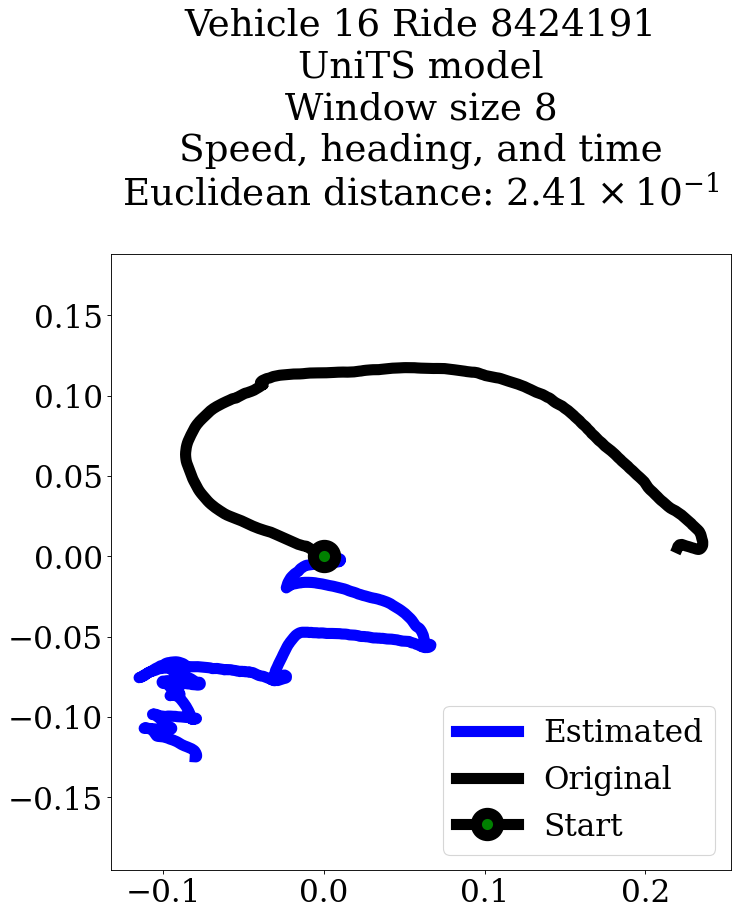 Vehicle 16 Ride 8424191
UniTS model
Window size 8
Speed, heading, and time
Euclidean distance: 2.41 × 10⁻¹
0.15
0.10
0.05
0.00
−0.05
−0.10
−0.15
Estimated
Original
Start
−0.1
0.0
0.1
0.2